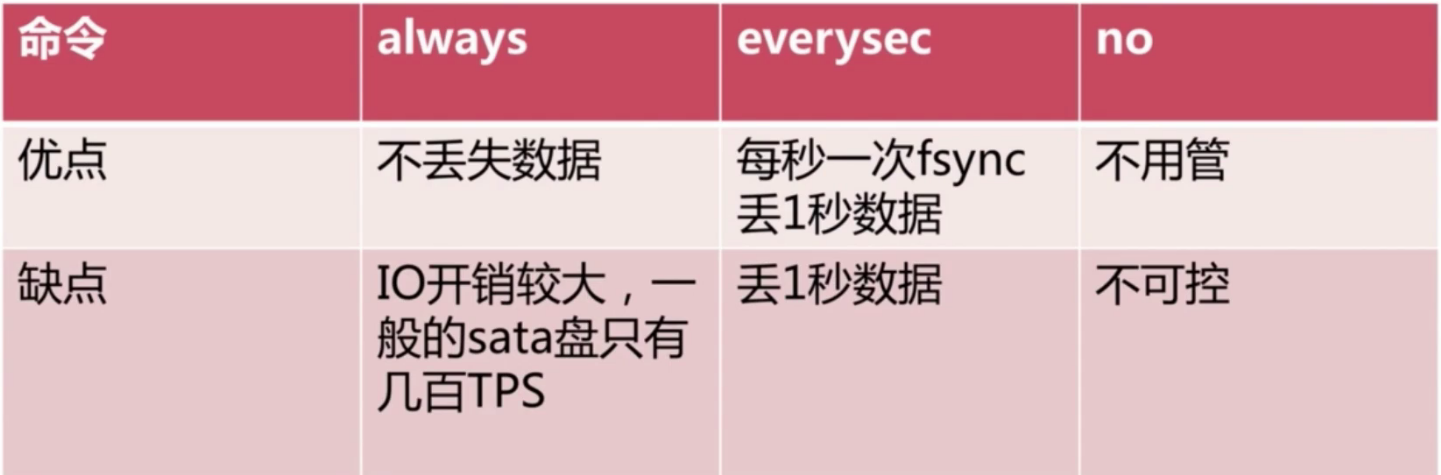 命令 always everysec no
优点 不丢失数据 每秒一次fsync 不用管
丢1秒数据
缺点 IO开销较大，一 丢1秒数据 不可控
般的sata盘只有
几百TPS